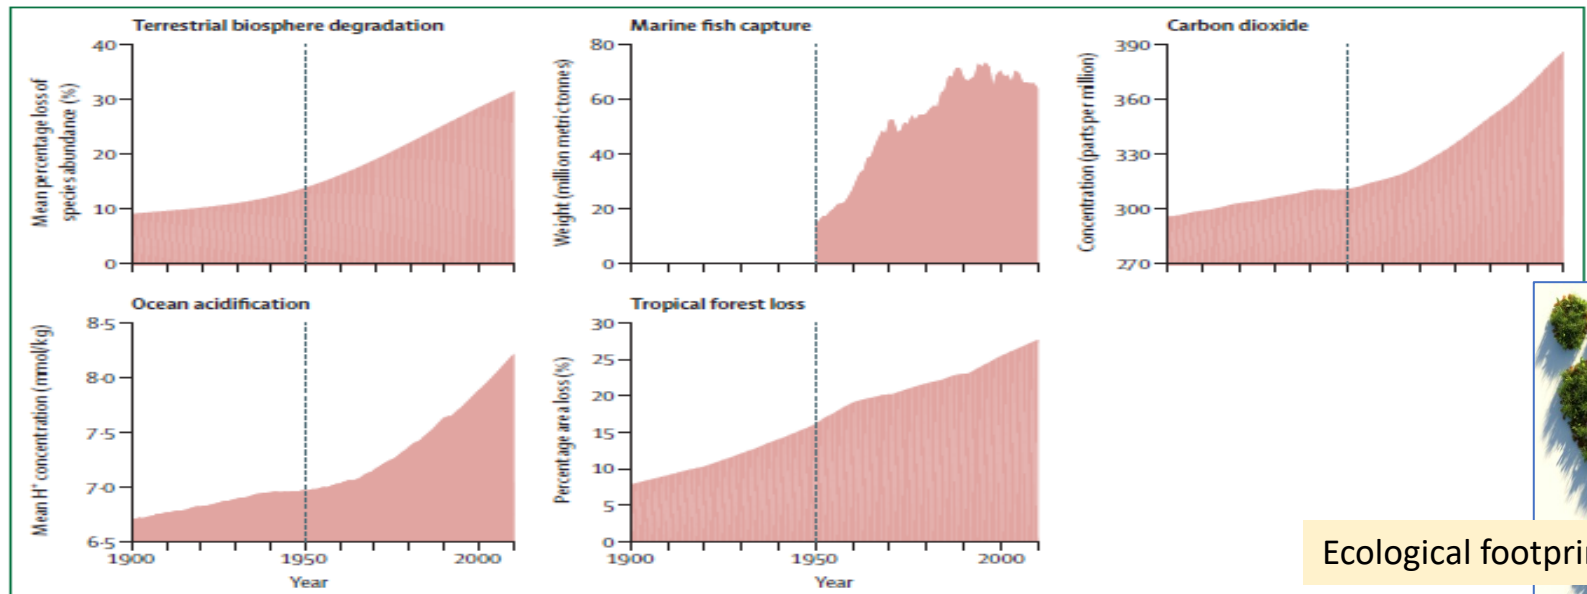 Terrestrial biosphere degradation
Mean percentage loss of
species abundance (%)
40
30
20
10
0
Marine fish capture
Weight (million metric tonnes)
80
60
40
20
0
Carbon dioxide
Concentration (parts per million)
390
360
330
300
270
Ocean acidification
Mean H⁺ concentration (mmol/kg)
8·5
8·0
7·5
7·0
6·5
1900 1950 2000
Year
Tropical forest loss
Percentage area loss (%)
30
25
20
15
10
5
0
1900 1950 2000
Year
Ecological footprin